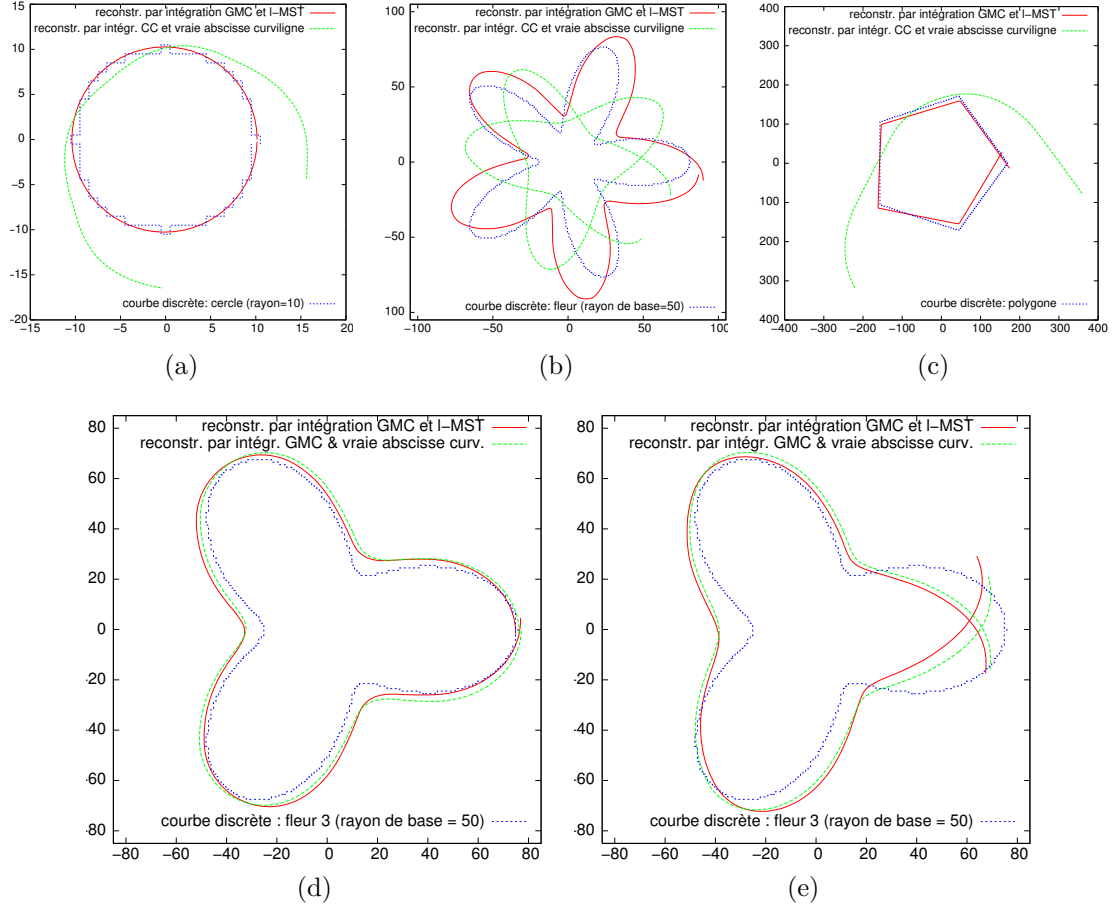 reconstr. par intégration GMC et l−MST
reconstr. par intégr. CC et vraie abscisse curviligne
15
10
5
0
−5
−10
−15
−20
courbe discrète: cercle (rayon=10)
−15 −10 −5 0 5 10 15 20
(a)
reconstr. par intégration GMC et l−MST
reconstr. par intégr. CC et vraie abscisse curviligne
100
50
0
−50
100
courbe discrète: fleur (rayon de base=50)
−50 0 50 100
(b)
reconstr. par intégration GMC et l−MST
reconstr. par intégr. CC et vraie abscisse curviligne
400
300
200
100
0
100
200
300
400
courbe discrète: polygone
−400 −300 −200 −100 0 100 200 300 400
(c)
reconstr. par intégration GMC et l−MST
reconstr. par intégr. GMC & vraie abscisse curv.
80
60
40
20
0
-20
-40
-60
-80
courbe discrète : fleur 3 (rayon de base = 50)
−80 −60 −40 −20 0 20 40 60 80
(d)
reconstr. par intégration GMC et l−MST
reconstr. par intégr. GMC & vraie abscisse curv.
80
60
40
20
0
-20
-40
-60
-80
courbe discrète : fleur 3 (rayon de base = 50)
−80 −60 −40 −20 0 20 40 60 80
(e)